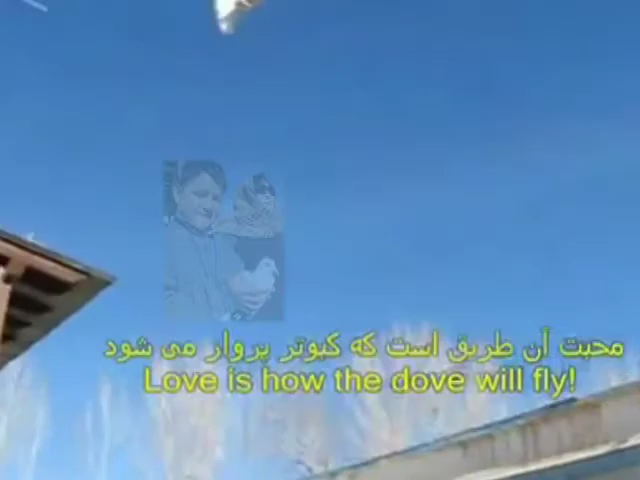 محبت آن طریق است که کبوتر پروار می شود
Love is how the dove will fly!